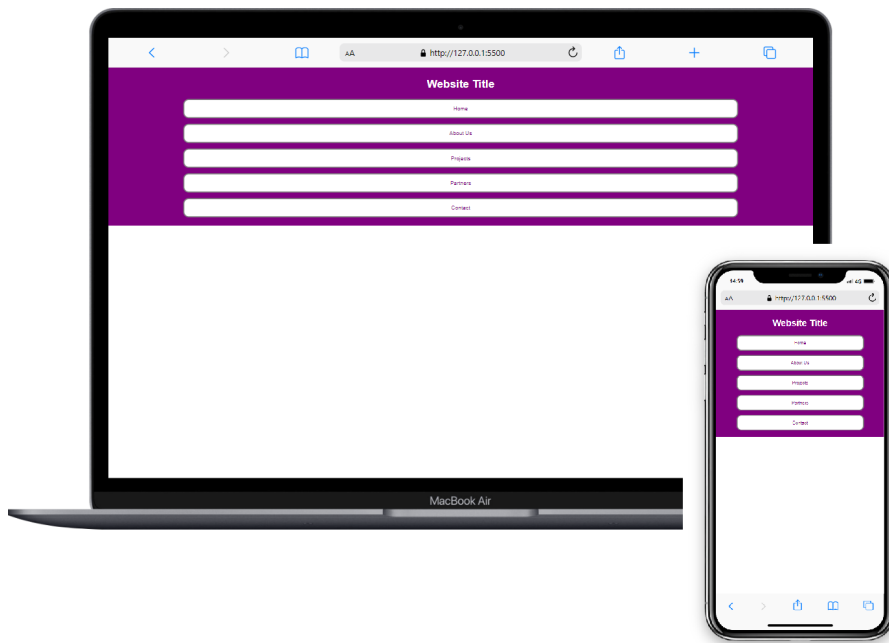 AA http://127.0.0.1:5500
Website Title
Home
About Us
Projects
Partners
Contact
MacBook Air
14:59 4G
AA http://127.0.0.1:5500
Website Title
Home
About Us
Projects
Partners
Contact